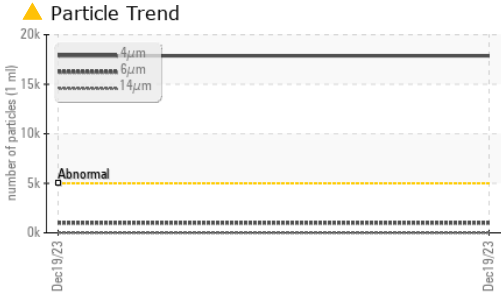 Particle Trend
20k
15k
10k
5k
0k
number of particles (1 ml)
4µm
6µm
14µm
Abnormal
Dec19/23
Dec19/23